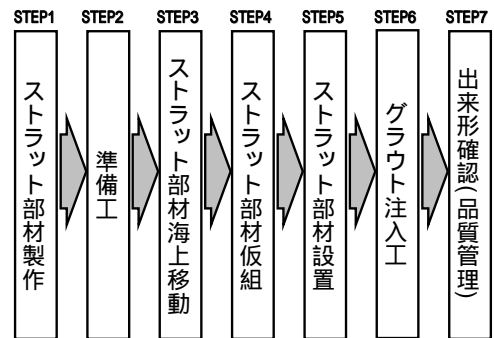 STEP1
ストラット部材製作
STEP2
準備工
STEP3
ストラット部材海上移動
STEP4
ストラット部材仮組
STEP5
ストラット部材設置
STEP6
グラウト注入工
STEP7
出来形確認(品質管理)